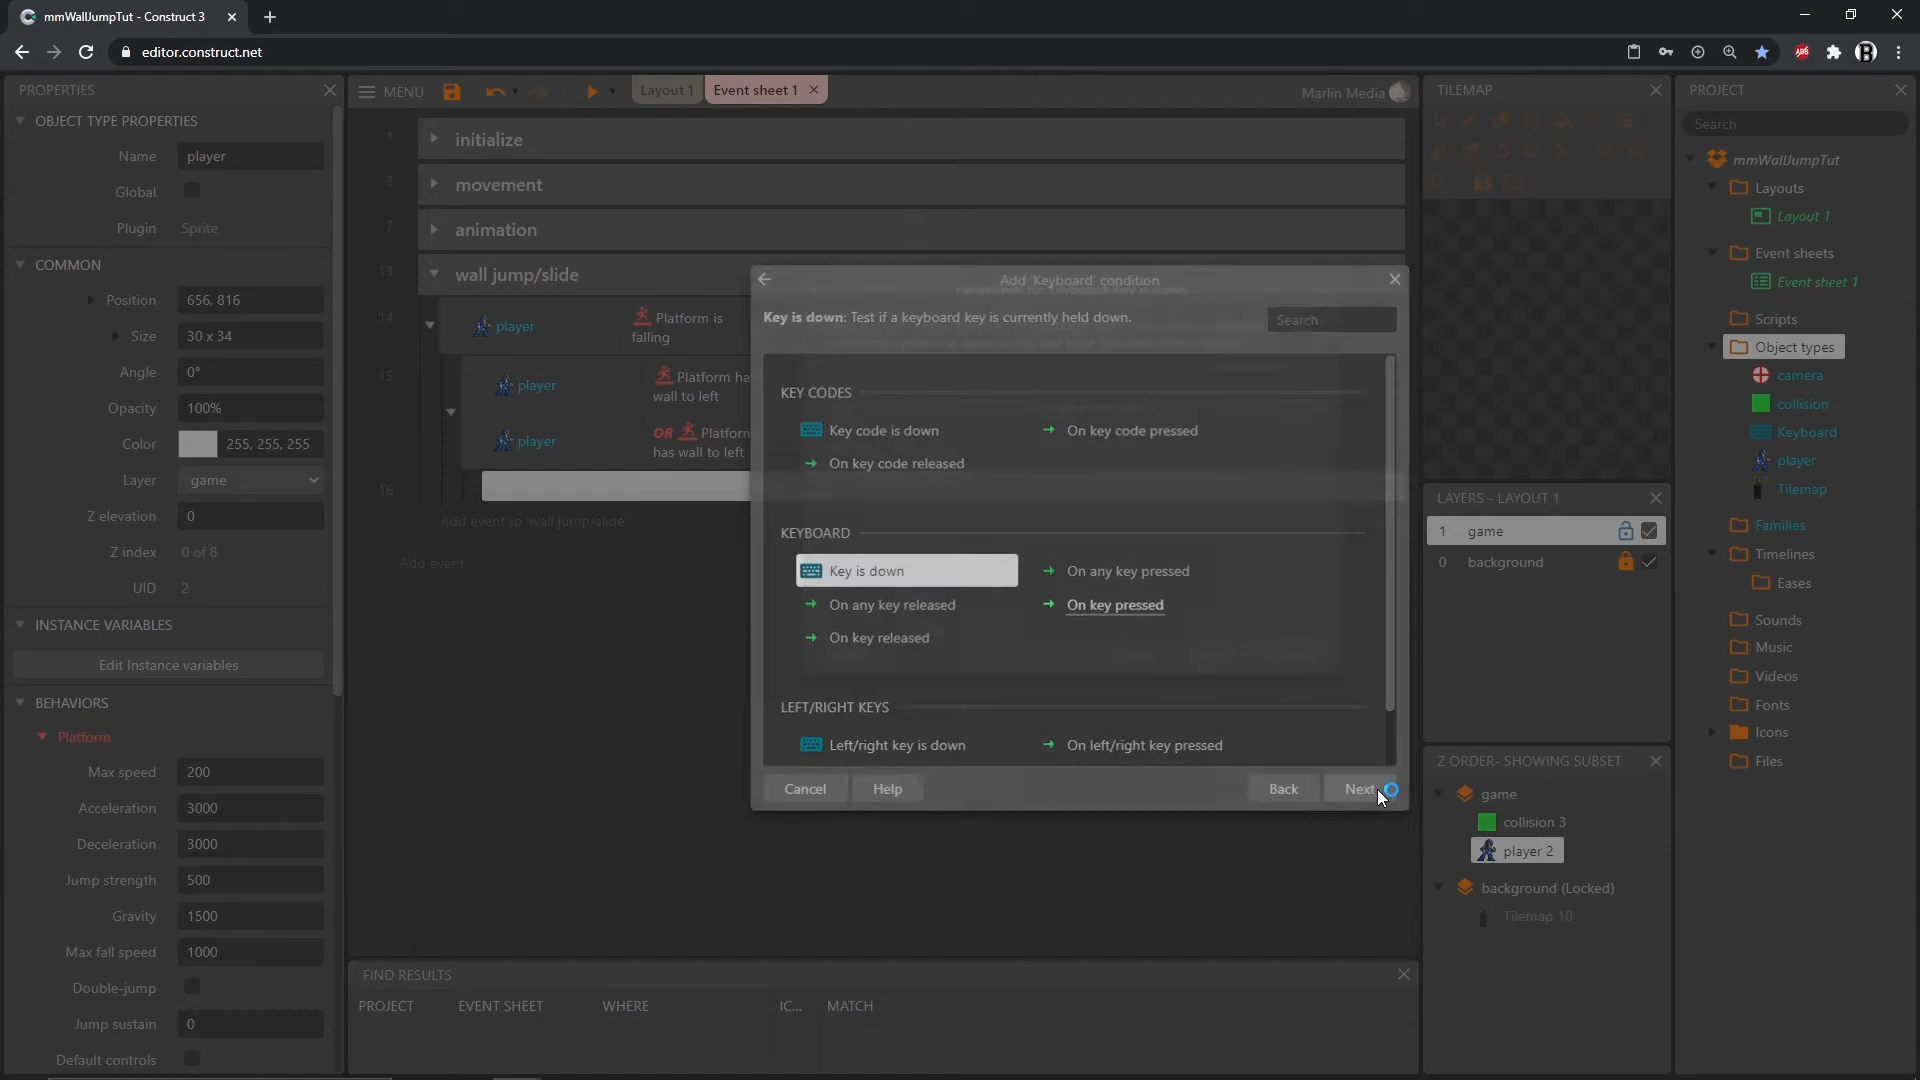 mmWallJumpTut - Construct 3
editor.construct.net
PROPERTIES
OBJECT TYPE PROPERTIES
Name player
Global
Plugin Sprite
COMMON
Position 656, 816
Size 30 x 34
Angle 0°
Opacity 100%
Color 255, 255, 255
Layer game
Z elevation 0
Z index 0 of 8
UID 2
INSTANCE VARIABLES
Edit Instance variables
BEHAVIORS
Platform
Max speed 200
Acceleration 3000
Deceleration 3000
Jump strength 500
Gravity 1500
Max fall speed 1000
Double-jump
Jump sustain 0
Default controls
MENU
Layout 1
Event sheet 1
Marlin Media
1 initialize
3 movement
7 animation
13 wall jump/slide
14 player Platform is
falling
15 player Platform ha
wall to left
player OR Platform
has wall to left
16
Add event to 'wall jump/slide
Add event
Add 'Keyboard' condition
Key is down: Test if a keyboard key is currently held down.
Search
KEY CODES
Key code is down
On key code pressed
On key code released
KEYBOARD
Key is down
On any key pressed
On any key released
On key pressed
On key released
LEFT/RIGHT KEYS
Left/right key is down
On left/right key pressed
Cancel
Help
Back
Next
FIND RESULTS
PROJECT EVENT SHEET WHERE IC... MATCH
TILEMAP
LAYERS - LAYOUT 1
1 game
0 background
Z ORDER- SHOWING SUBSET
game
collision 3
player 2
background (Locked)
Tilemap 10
PROJECT
Search
mmWallJumpTut
Layouts
Layout 1
Event sheets
Event sheet 1
Scripts
Object types
camera
collision
Keyboard
player
Tilemap
Families
Timelines
Eases
Sounds
Music
Videos
Fonts
Icons
Files